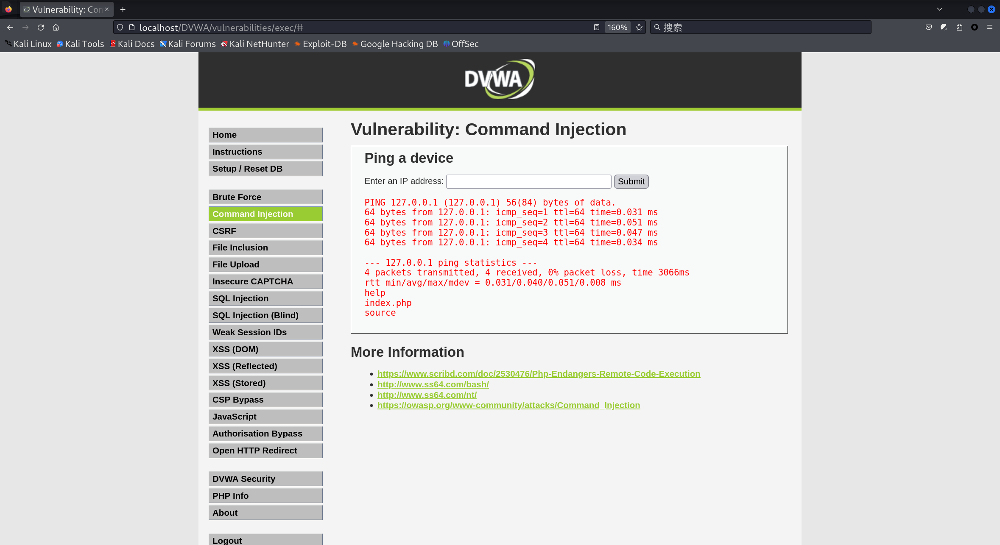 Vulnerability: Con
localhost/DVWA/vulnerabilities/exec/#
160%
搜索
Kali Linux Kali Tools Kali Docs Kali Forums Kali NetHunter Exploit-DB Google Hacking DB OffSec
DVWA
Home
Instructions
Setup / Reset DB
Brute Force
Command Injection
CSRF
File Inclusion
File Upload
Insecure CAPTCHA
SQL Injection
SQL Injection (Blind)
Weak Session IDs
XSS (DOM)
XSS (Reflected)
XSS (Stored)
CSP Bypass
JavaScript
Authorisation Bypass
Open HTTP Redirect
DVWA Security
PHP Info
About
Logout
Vulnerability: Command Injection
Ping a device
Enter an IP address: Submit
PING 127.0.0.1 (127.0.0.1) 56(84) bytes of data.
64 bytes from 127.0.0.1: icmp_seq=1 ttl=64 time=0.031 ms
64 bytes from 127.0.0.1: icmp_seq=2 ttl=64 time=0.051 ms
64 bytes from 127.0.0.1: icmp_seq=3 ttl=64 time=0.047 ms
64 bytes from 127.0.0.1: icmp_seq=4 ttl=64 time=0.034 ms
--- 127.0.0.1 ping statistics ---
4 packets transmitted, 4 received, 0% packet loss, time 3066ms
rtt min/avg/max/mdev = 0.031/0.040/0.051/0.008 ms
help
index.php
source
More Information
https://www.scribd.com/doc/2530476/Php-Endangers-Remote-Code-Execution
http://www.ss64.com/bash/
http://www.ss64.com/nt/
https://owasp.org/www-community/attacks/Command_Injection